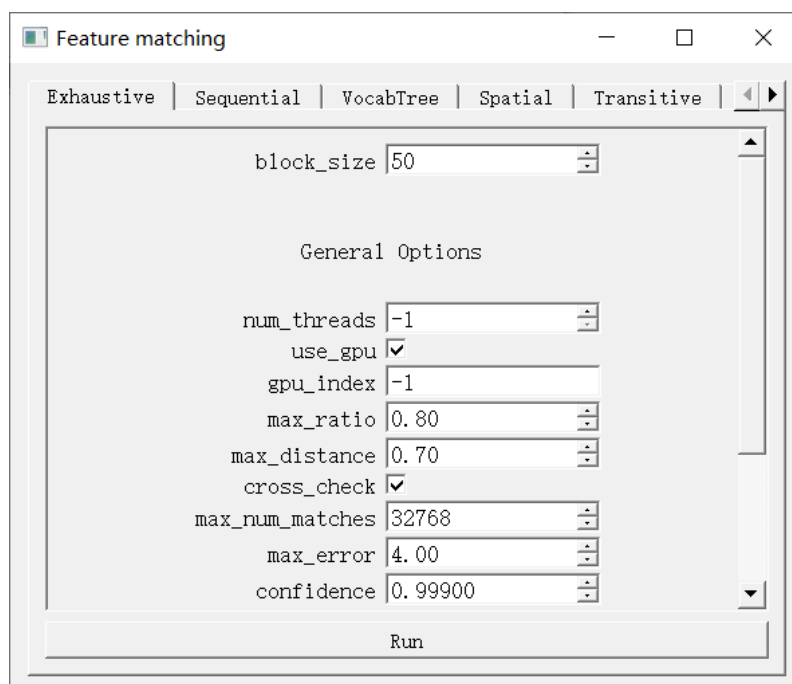 Feature matching
Exhaustive Sequential VocabTree Spatial Transitive
block_size 50
General Options
num_threads -1
use_gpu
gpu_index -1
max_ratio 0.80
max_distance 0.70
cross_check
max_num_matches 32768
max_error 4.00
confidence 0.99900
Run